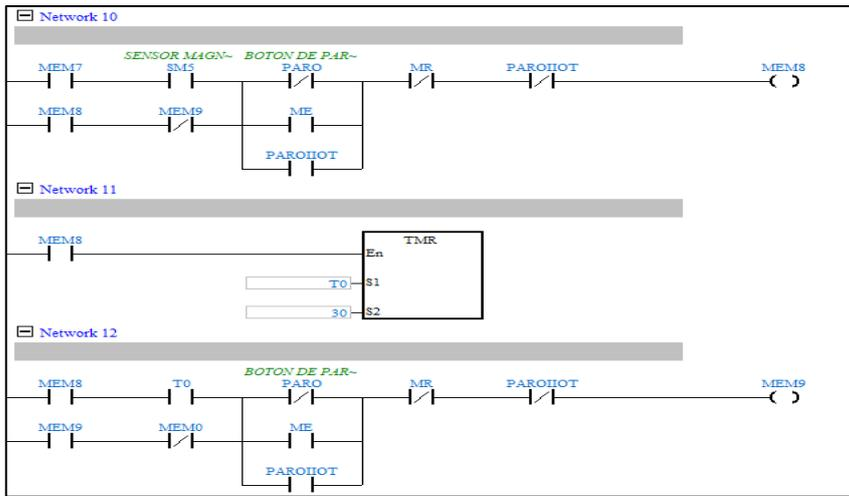 Network 10
SENSOR MAGN~ BOTON DE PAR~
MEM7 SM5 PARO MR PAROIIOT MEM8
MEM8 MEM9 ME
PAROIIOT
Network 11
MEM8 TMR
En
T0 S1
30 S2
Network 12
BOTON DE PAR~
MEM8 T0 PARO MR PAROIIOT MEM9
MEM9 MEM0 ME
PAROIIOT